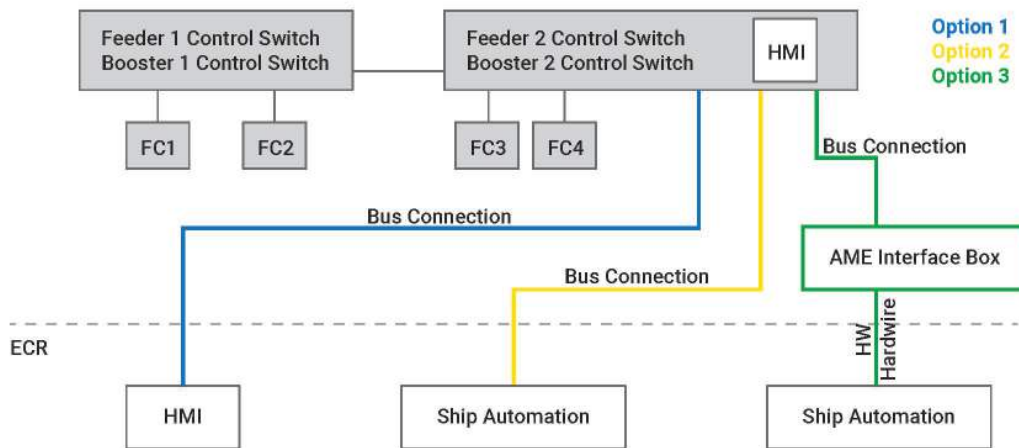 Feeder 1 Control Switch
Booster 1 Control Switch
Feeder 2 Control Switch
Booster 2 Control Switch
HMI
Option 1
Option 2
Option 3
FC1
FC2
FC3
FC4
Bus Connection
Bus Connection
Bus Connection
AME Interface Box
HW
Hardwire
ECR
HMI
Ship Automation
Ship Automation